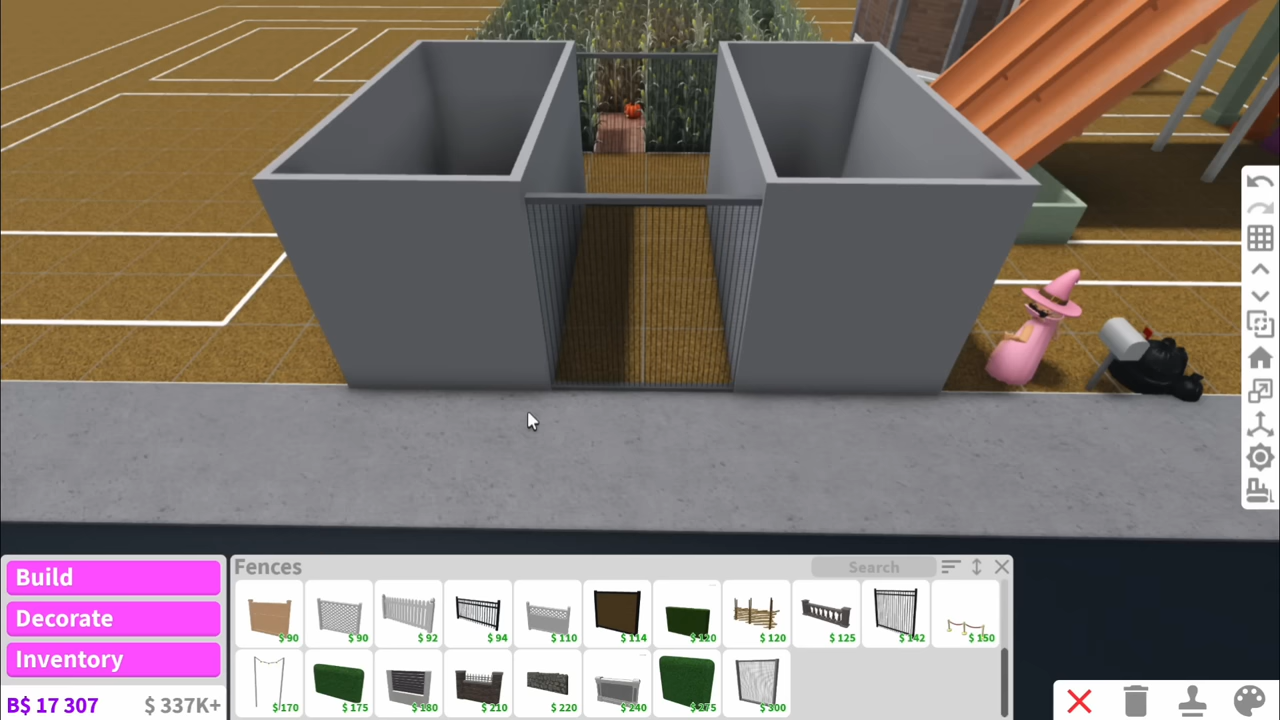 Fences
Search
Build
Decorate
Inventory
B$ 17 307
$ 337K+
$ 90
$ 90
$ 92
$ 94
$ 110
$ 114
$ 120
$ 120
$ 125
$ 142
$ 150
$ 170
$ 175
$ 180
$ 210
$ 220
$ 240
$ 275
$ 300